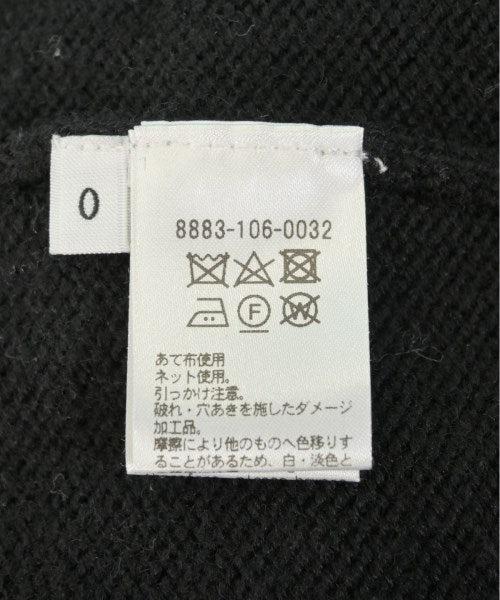 0
8883-106-0032
あて布使用
ネット使用。
引っかけ注意。
破れ・穴あきを施したダメージ
加工品。
摩擦により他のものへ色移りす
ることがあるため、白・淡色と